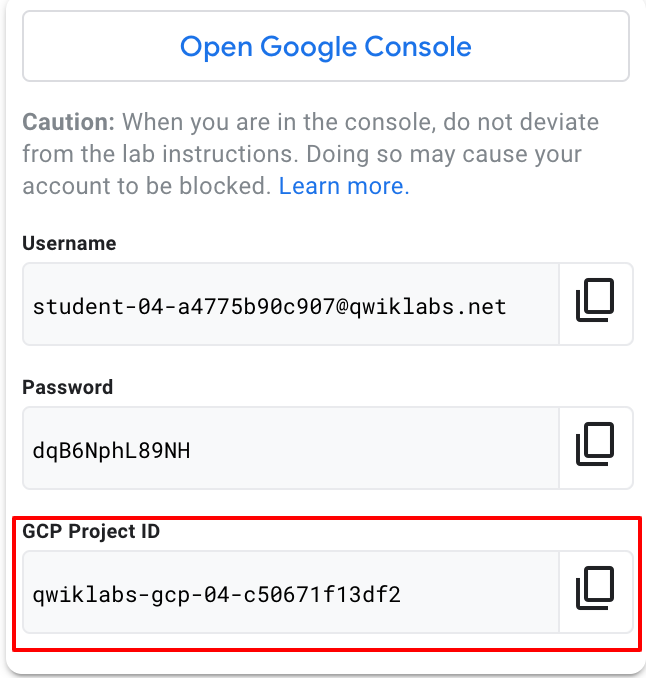 Open Google Console
Caution: When you are in the console, do not deviate
from the lab instructions. Doing so may cause your
account to be blocked. Learn more.
Username
student-04-a4775b90c907@qwiklabs.net
Password
dqB6NphL89NH
GCP Project ID
qwiklabs-gcp-04-c50671f13df2